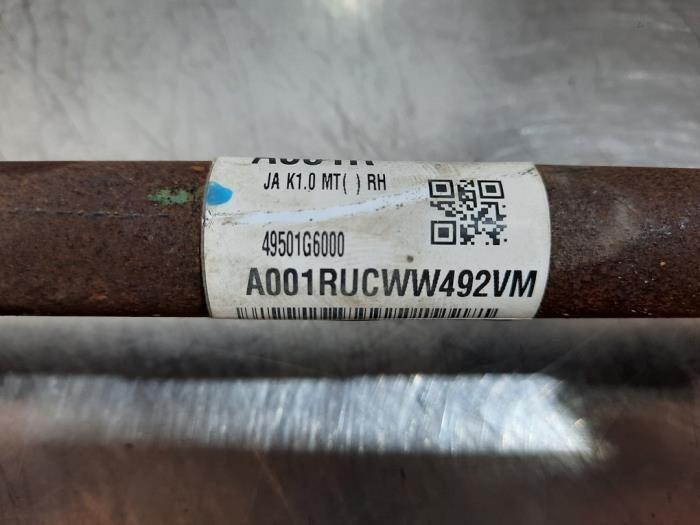 JA K1.0 MT( ) RH
49501G6000
A001RUCWW492VM